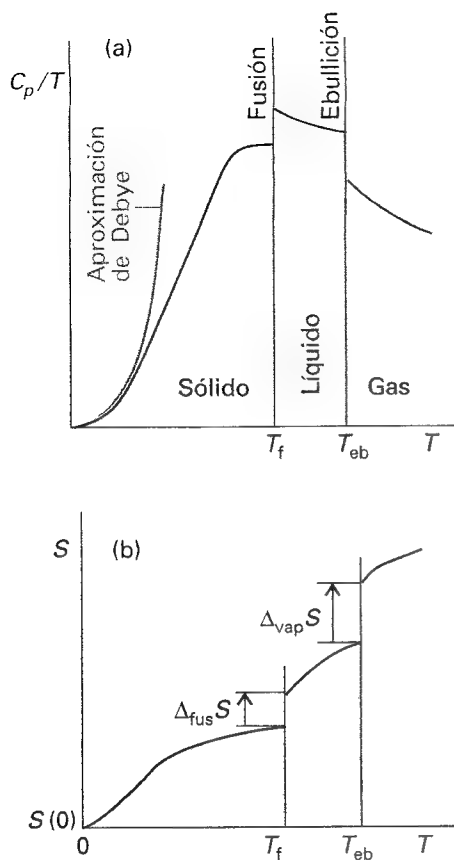 (a)
C_p/T
Fusión
Ebullición
Aproximación
de Debye
Sólido
Líquido
Gas
T_f
T_eb
T
S
(b)
Δ_vap S
Δ_fus S
S(0)
0
T_f
T_eb
T